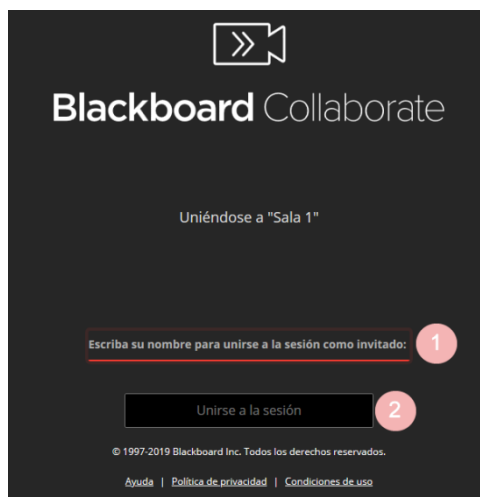 Blackboard Collaborate
Uniéndose a "Sala 1"
Escriba su nombre para unirse a la sesión como invitado:
1
Unirse a la sesión
2
© 1997-2019 Blackboard Inc. Todos los derechos reservados.
Ayuda | Política de privacidad | Condiciones de uso